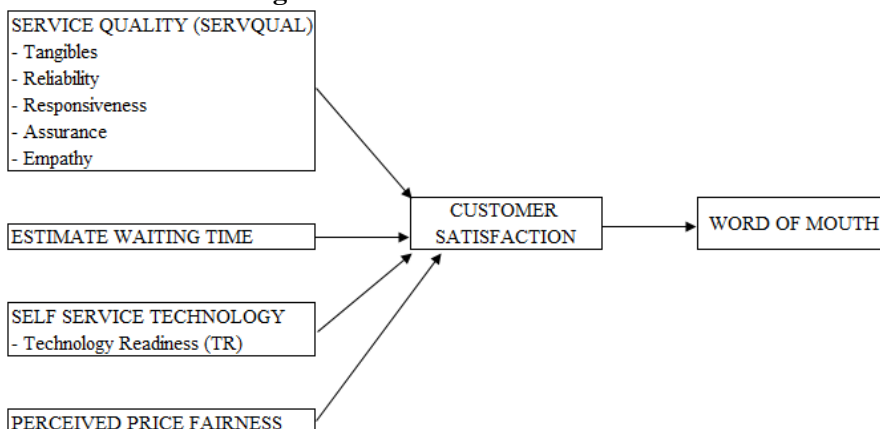 SERVICE QUALITY (SERVQUAL)
- Tangibles
- Reliability
- Responsiveness
- Assurance
- Empathy
ESTIMATE WAITING TIME
SELF SERVICE TECHNOLOGY
- Technology Readiness (TR)
PERCEIVED PRICE FAIRNESS
CUSTOMER
SATISFACTION
WORD OF MOUTH